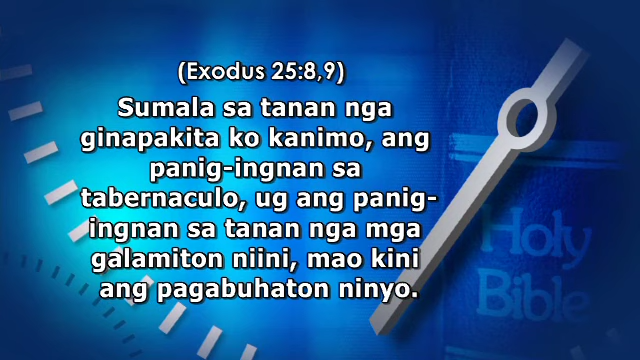 (Exodus 25:8,9)
Sumala sa tanan nga
ginapakita ko kanimo, ang
panig-ingnan sa
tabernaculo, ug ang panig-
ingnan sa tanan nga mga
galamiton niini, mao kini
ang pagabuhaton ninyo.
Holy
Bible